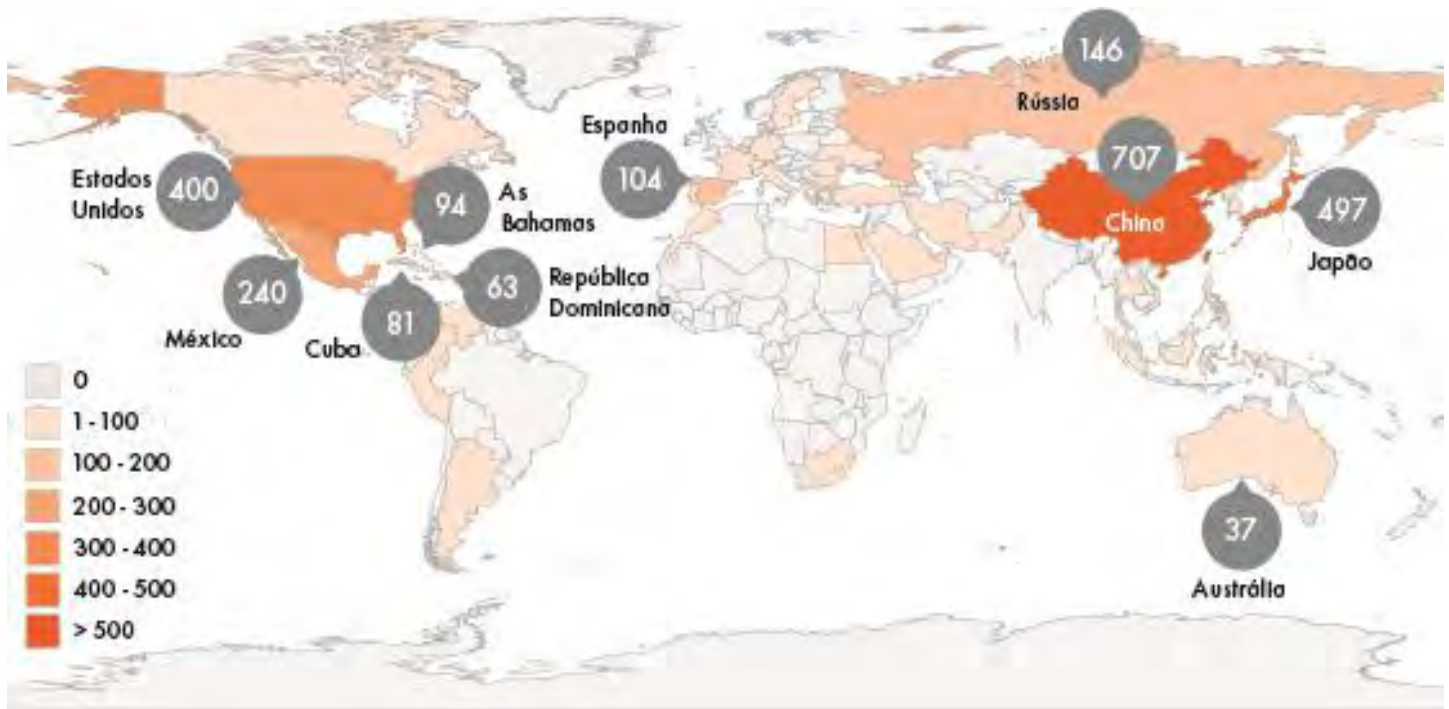 146
Rússia
Espanha
104
707
China
497
Japão
Estados
Unidos
400
94
As
Bahamas
240
México
81
Cuba
63
República
Dominicana
37
Austrália
0
1 - 100
100 - 200
200 - 300
300 - 400
400 - 500
> 500